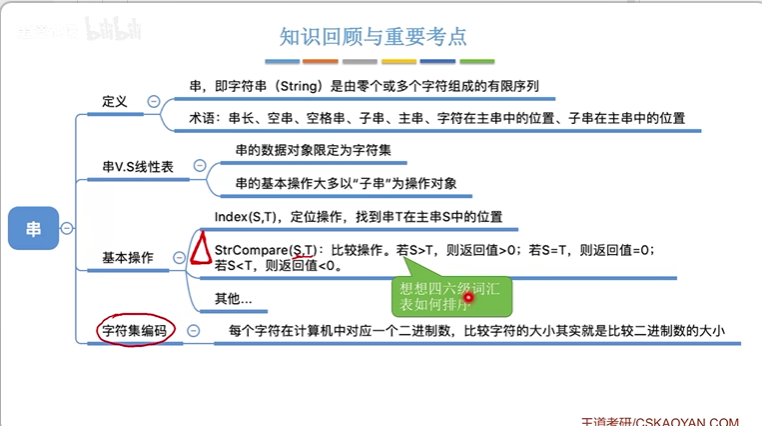 知识回顾与重要考点
串，即字符串（String）是由零个或多个字符组成的有限序列
定义
术语：串长、空串、空格串、子串、主串、字符在主串中的位置、子串在主串中的位置
串的数据对象限定为字符集
串V.S线性表
串的基本操作大多以“子串”为操作对象
串
Index(S,T)，定位操作，找到串T在主串S中的位置
StrCompare(S,T)：比较操作。若S>T，则返回值>0；若S=T，则返回值=0；
若S<T，则返回值<0。
基本操作
想想四六级词汇
表如何排序
其他...
字符集编码
每个字符在计算机中对应一个二进制数，比较字符的大小其实就是比较二进制数的大小
王道考研/CSKAOYAN.COM